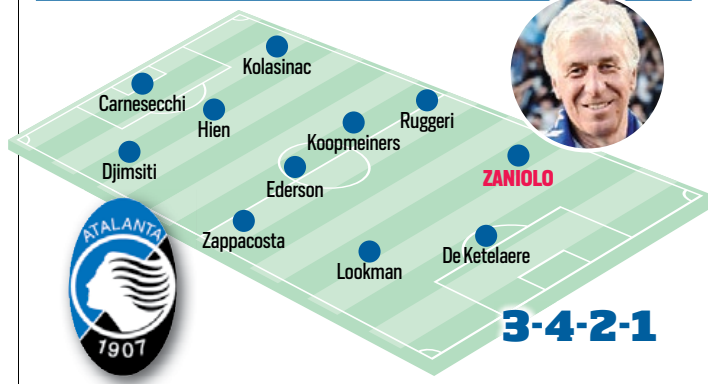 Kolasinac
Carnesecchi
Hien
Ruggeri
Koopmeiners
Djimsiti
ZANIOLO
Ederson
Zappacosta
De Ketelaere
Lookman
ATALANTA
1907
3-4-2-1